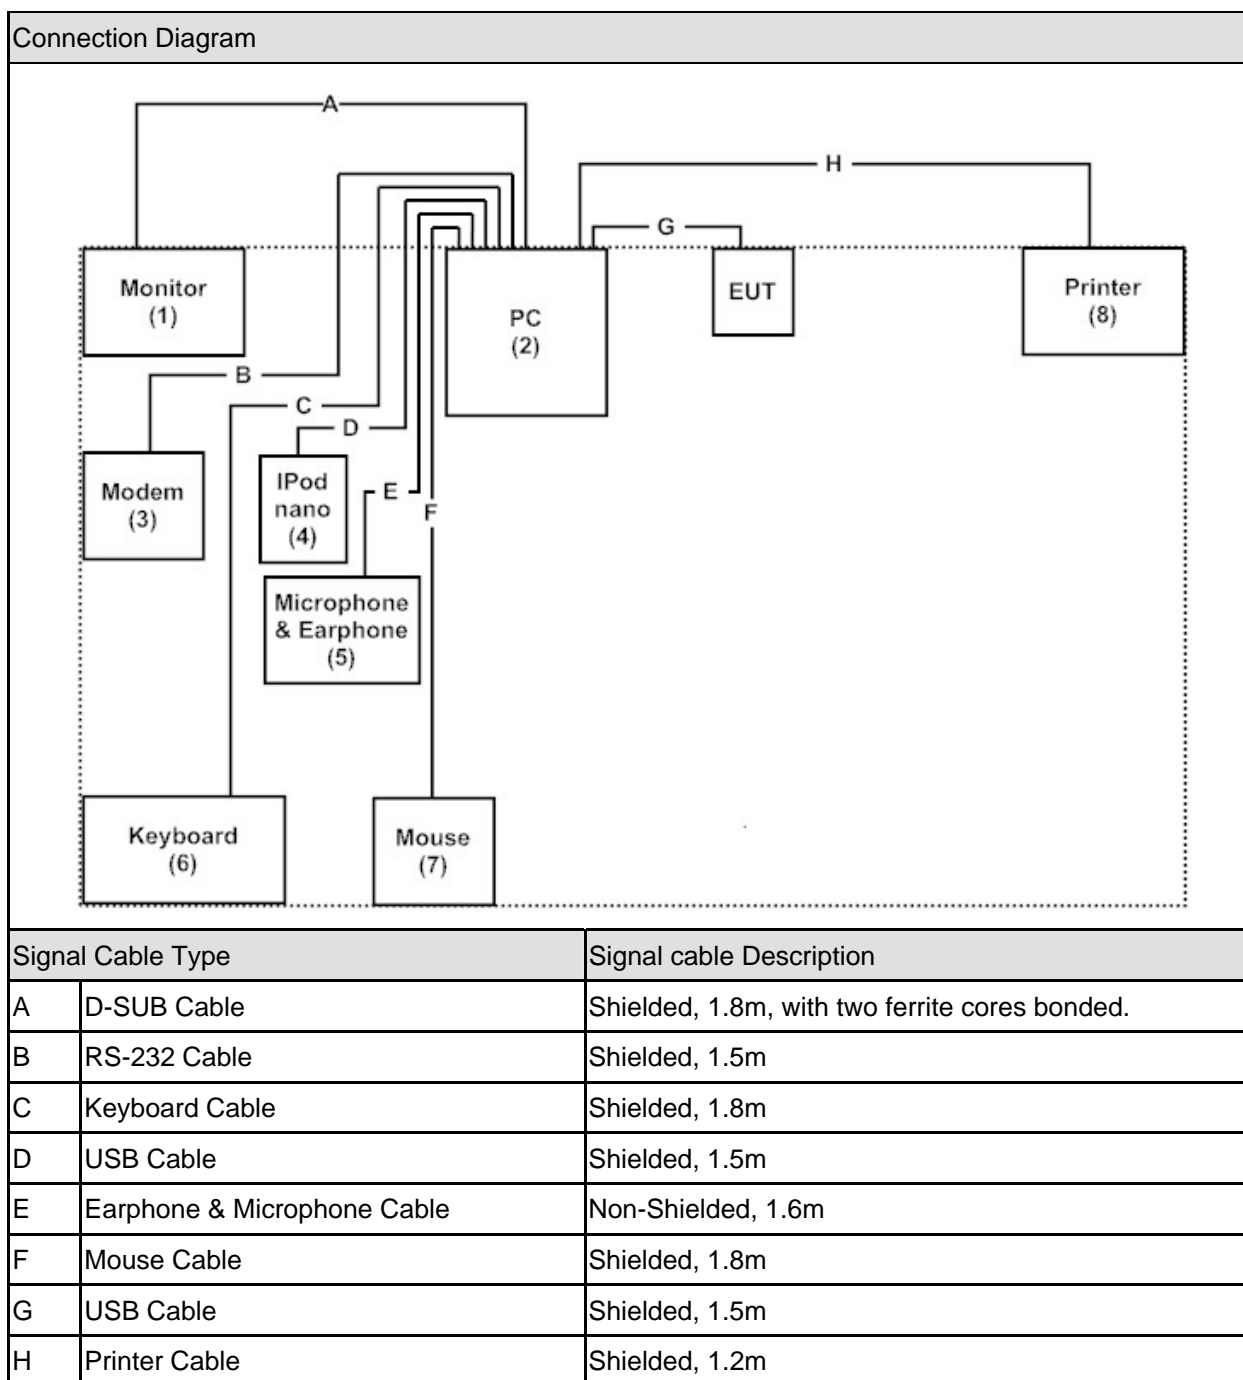 Connection Diagram
A
H
G
Monitor
(1)
PC
(2)
EUT
Printer
(8)
B
C
D
Modem
(3)
IPod
nano
(4)
E
F
Microphone
& Earphone
(5)
Keyboard
(6)
Mouse
(7)
Signal Cable Type Signal cable Description
A D-SUB Cable Shielded, 1.8m, with two ferrite cores bonded.
B RS-232 Cable Shielded, 1.5m
C Keyboard Cable Shielded, 1.8m
D USB Cable Shielded, 1.5m
E Earphone & Microphone Cable Non-Shielded, 1.6m
F Mouse Cable Shielded, 1.8m
G USB Cable Shielded, 1.5m
H Printer Cable Shielded, 1.2m